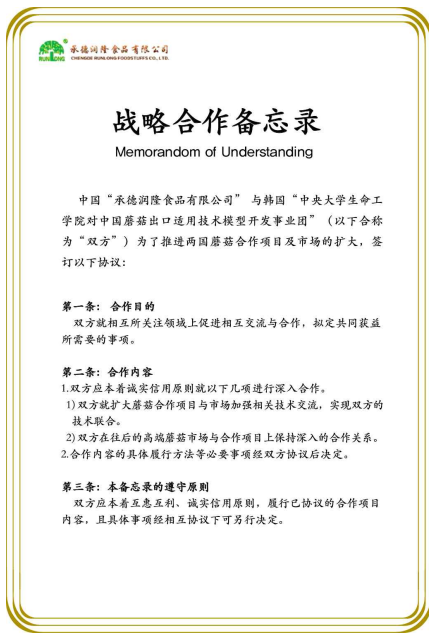 承德润隆食品有限公司
RUNLONG
CHENGDE RUNLONG FOODSTUFFS CO., LTD.
战略合作备忘录
Memorandom of Understanding
中国“承德润隆食品有限公司” 与韩国“中央大学生命工
学院对中国蘑菇出口适用技术模型开发事业团”（以下合称
为“双方”）为了推进两国蘑菇合作项目及市场的扩大，签
订以下协议：
第一条： 合作目的
双方就相互所关注领域上促进相互交流与合作，拟定共同获益
所需要的事项。
第二条：合作内容
1.双方应本着诚实信用原则就以下几项进行深入合作。
1) 双方就扩大蘑菇合作项目与市场加强相关技术交流，实现双方的
技术联合。
2) 双方在往后的高端蘑菇市场与合作项目上保持深入的合作关系。
2.合作内容的具体履行方法等必要事项经双方协议后决定。
第三条：本备忘录的遵守原则
双方应本着互惠互利、诚实信用原则，履行已协议的合作项目
内容，且具体事项经相互协议下可另行决定。